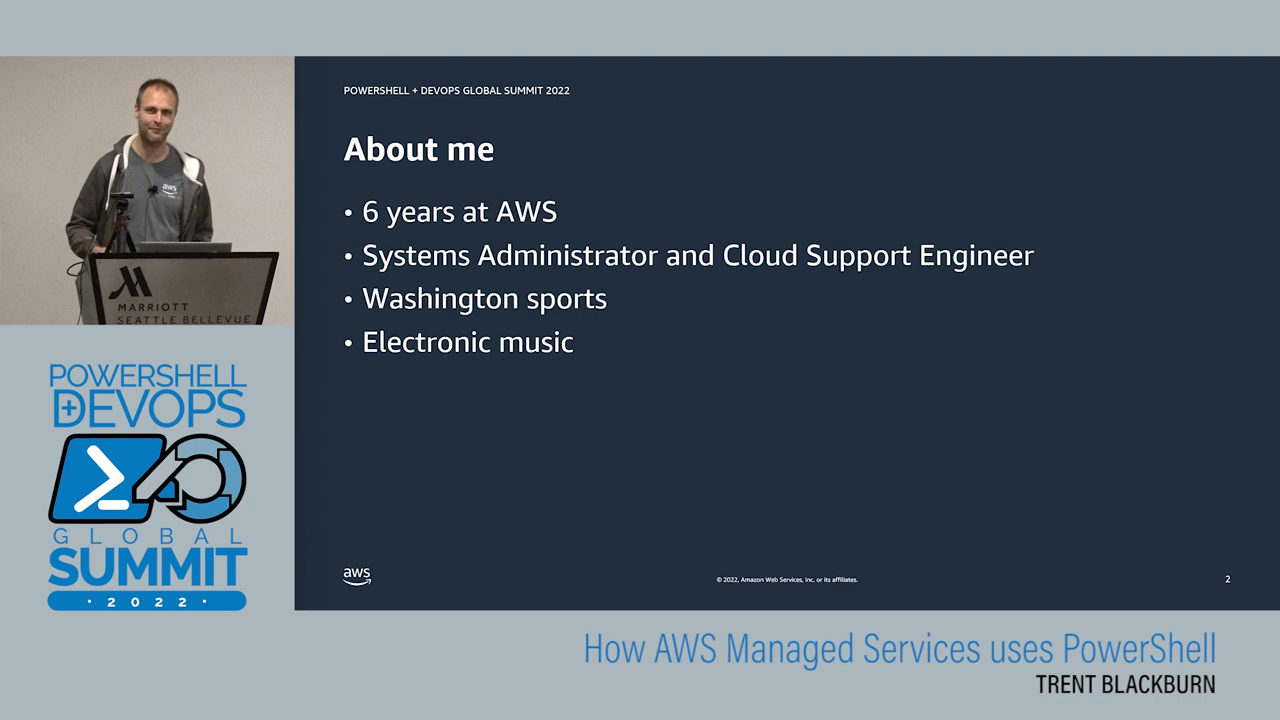 POWERSHELL + DEVOPS GLOBAL SUMMIT 2022
About me
• 6 years at AWS
• Systems Administrator and Cloud Support Engineer
• Washington sports
• Electronic music
aws
© 2022, Amazon Web Services, Inc. or its affiliates.
2
aws
MARRIOTT
SEATTLE BELLEVUE
POWERSHELL
+DEVOPS
GLOBAL
SUMMIT
· 2022 ·
How AWS Managed Services uses PowerShell
TRENT BLACKBURN